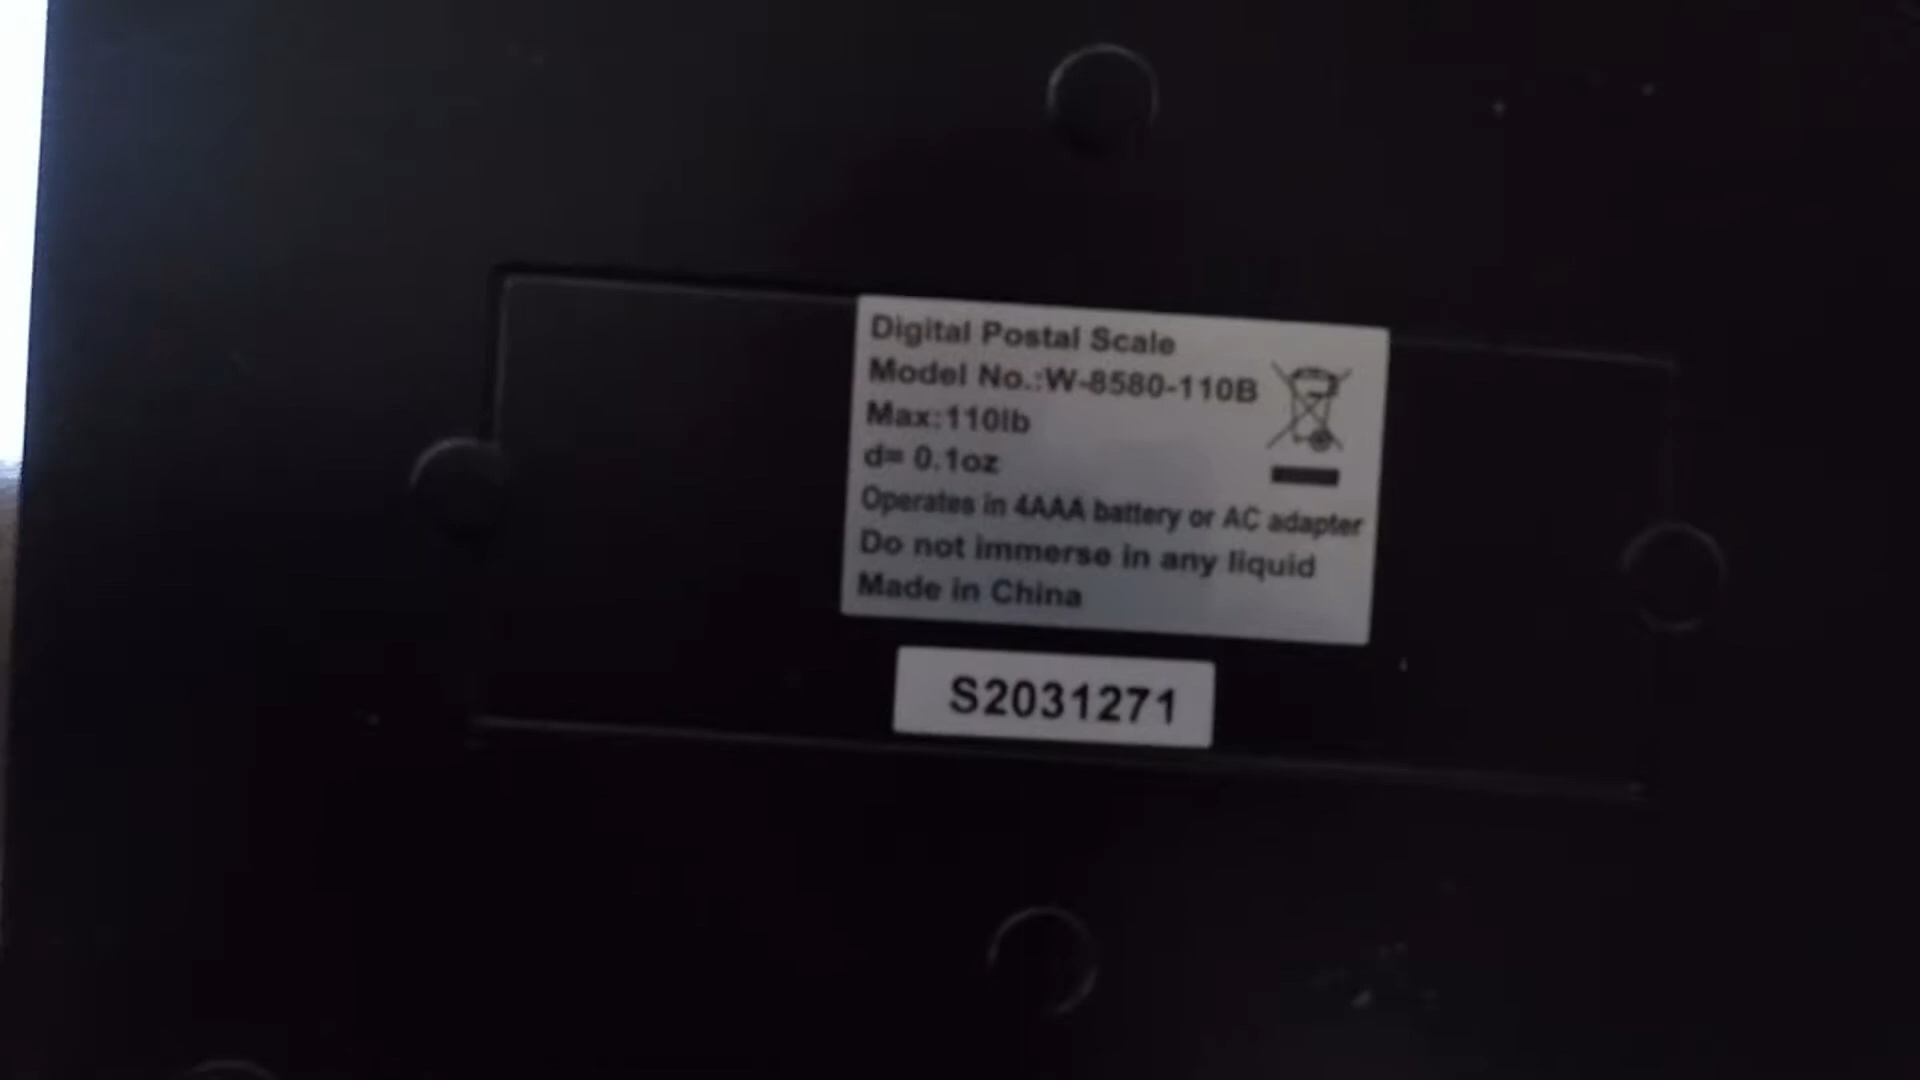 Digital Postal Scale
Model No.:W-8580-110B
Max:110lb
d= 0.1oz
Operates in 4AAA battery or AC adapter
Do not immerse in any liquid
Made in China
S2031271